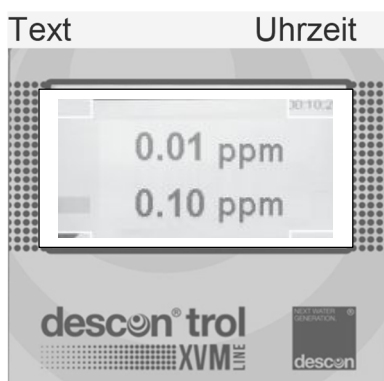 Text Uhrzeit
0.01 ppm
0.10 ppm
descon® trol
XVM LINE
NEXT WATER ®
GENERATION.
descon